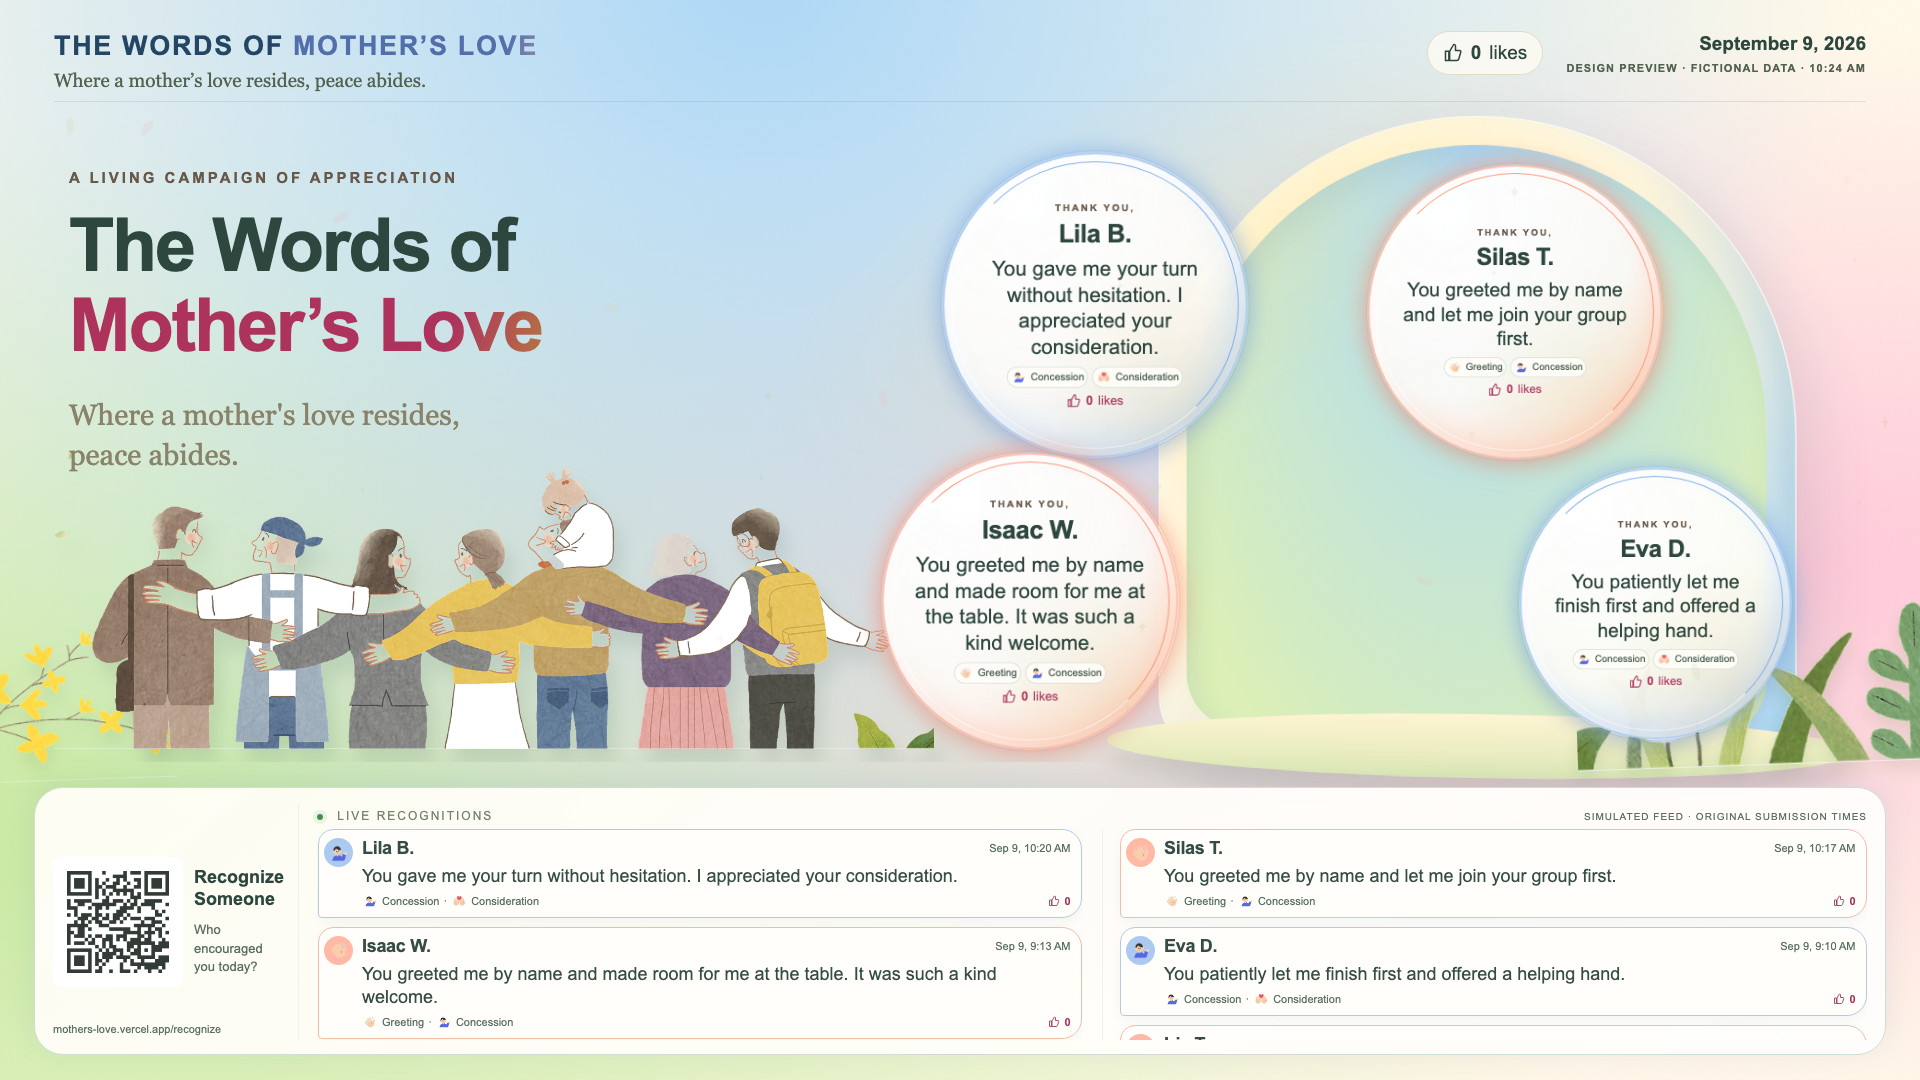 THE WORDS OF MOTHER’S LOVE
Where a mother’s love resides, peace abides.
0 likes
September 9, 2026
DESIGN PREVIEW · FICTIONAL DATA · 10:24 AM
A LIVING CAMPAIGN OF APPRECIATION
The Words of
Mother’s Love
Where a mother's love resides,
peace abides.
THANK YOU,
Lila B.
You gave me your turn
without hesitation. I
appreciated your
consideration.
Concession Consideration
0 likes
THANK YOU,
Silas T.
You greeted me by name
and let me join your group
first.
Greeting Concession
0 likes
THANK YOU,
Isaac W.
You greeted me by name
and made room for me at
the table. It was such a
kind welcome.
Greeting Concession
0 likes
THANK YOU,
Eva D.
You patiently let me
finish first and offered a
helping hand.
Concession Consideration
0 likes
Recognize
Someone
Who
encouraged
you today?
mothers-love.vercel.app/recognize
LIVE RECOGNITIONS
SIMULATED FEED · ORIGINAL SUBMISSION TIMES
Lila B.
Sep 9, 10:20 AM
You gave me your turn without hesitation. I appreciated your consideration.
Concession · Consideration
0
Isaac W.
Sep 9, 9:13 AM
You greeted me by name and made room for me at the table. It was such a kind
welcome.
Greeting · Concession
0
Silas T.
Sep 9, 10:17 AM
You greeted me by name and let me join your group first.
Greeting · Concession
0
Eva D.
Sep 9, 9:10 AM
You patiently let me finish first and offered a helping hand.
Concession · Consideration
0